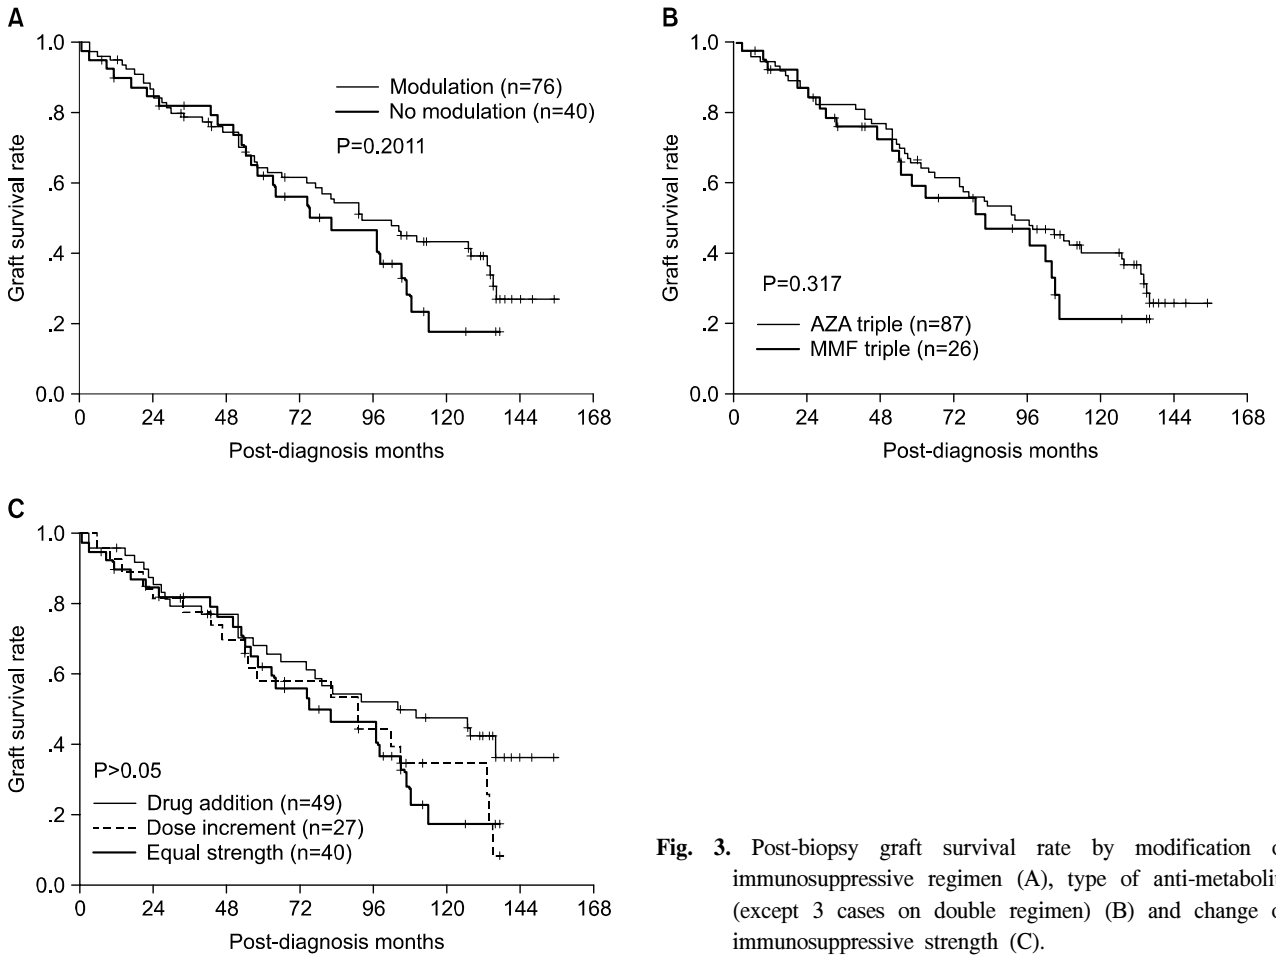 A
1.0
.8
.6
.4
.2
0.0
Graft survival rate
Modulation (n=76)
No modulation (n=40)
P=0.2011
0 24 48 72 96 120 144 168
Post-diagnosis months
B
1.0
.8
.6
.4
.2
0.0
Graft survival rate
P=0.317
AZA triple (n=87)
MMF triple (n=26)
0 24 48 72 96 120 144 168
Post-diagnosis months
C
1.0
.8
.6
.4
.2
0.0
Graft survival rate
P>0.05
Drug addition (n=49)
Dose increment (n=27)
Equal strength (n=40)
0 24 48 72 96 120 144 168
Post-diagnosis months
Fig. 3. Post-biopsy graft survival rate by modification
immunosuppressive regimen (A), type of
(except 3 cases on double regimen) (B) and change
immunosuppressive strength (C).